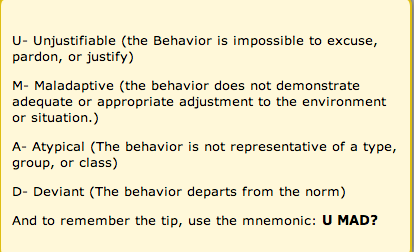 U- Unjustifiable (the Behavior is impossible to excuse,
pardon, or justify)
M- Maladaptive (the behavior does not demonstrate
adequate or appropriate adjustment to the environment
or situation.)
A- Atypical (The behavior is not representative of a type,
group, or class)
D- Deviant (The behavior departs from the norm)
And to remember the tip, use the mnemonic: U MAD?